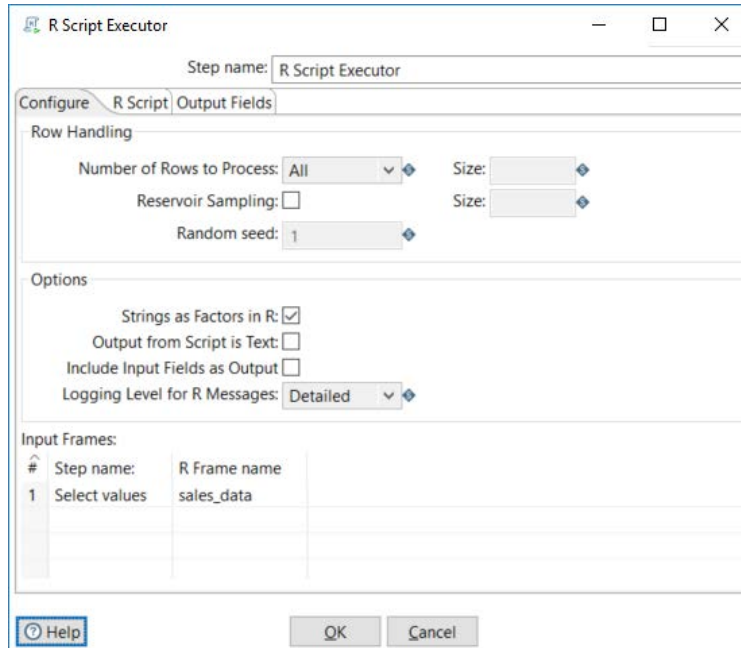 R Script Executor
Step name: R Script Executor
Configure R Script Output Fields
Row Handling
Number of Rows to Process: All Size:
Reservoir Sampling: Size:
Random seed: 1
Options
Strings as Factors in R:
Output from Script is Text:
Include Input Fields as Output
Logging Level for R Messages: Detailed
Input Frames:
# Step name: R Frame name
1 Select values sales_data
Help OK Cancel